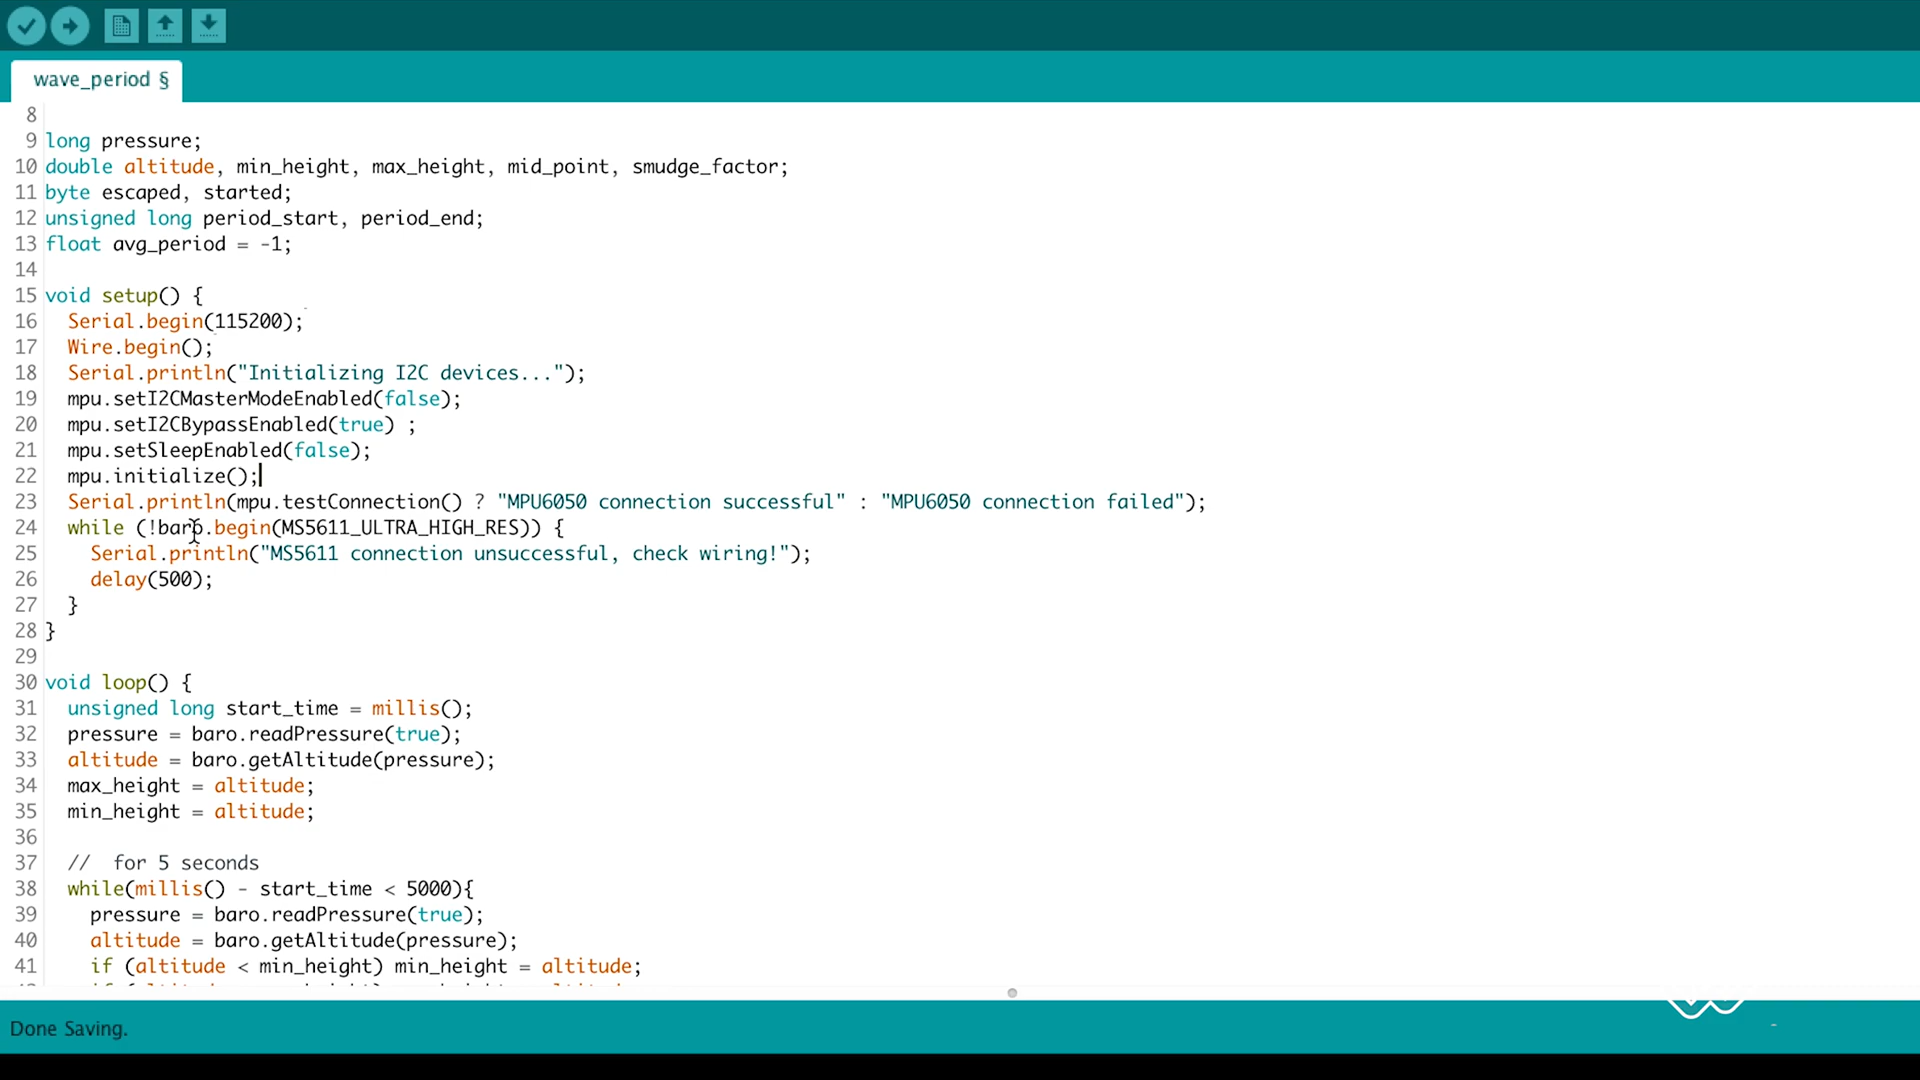 wave_period §
8
9 long pressure;
10 double altitude, min_height, max_height, mid_point, smudge_factor;
11 byte escaped, started;
12 unsigned long period_start, period_end;
13 float avg_period = -1;
14
15 void setup() {
16 Serial.begin(115200);
17 Wire.begin();
18 Serial.println("Initializing I2C devices...");
19 mpu.setI2CMasterModeEnabled(false);
20 mpu.setI2CBypassEnabled(true) ;
21 mpu.setSleepEnabled(false);
22 mpu.initialize();
23 Serial.println(mpu.testConnection() ? "MPU6050 connection successful" : "MPU6050 connection failed");
24 while (!baro.begin(MS5611_ULTRA_HIGH_RES)) {
25 Serial.println("MS5611 connection unsuccessful, check wiring!");
26 delay(500);
27 }
28 }
29
30 void loop() {
31 unsigned long start_time = millis();
32 pressure = baro.readPressure(true);
33 altitude = baro.getAltitude(pressure);
34 max_height = altitude;
35 min_height = altitude;
36
37 // for 5 seconds
38 while(millis() - start_time < 5000){
39 pressure = baro.readPressure(true);
40 altitude = baro.getAltitude(pressure);
41 if (altitude < min_height) min_height = altitude;
Done Saving.